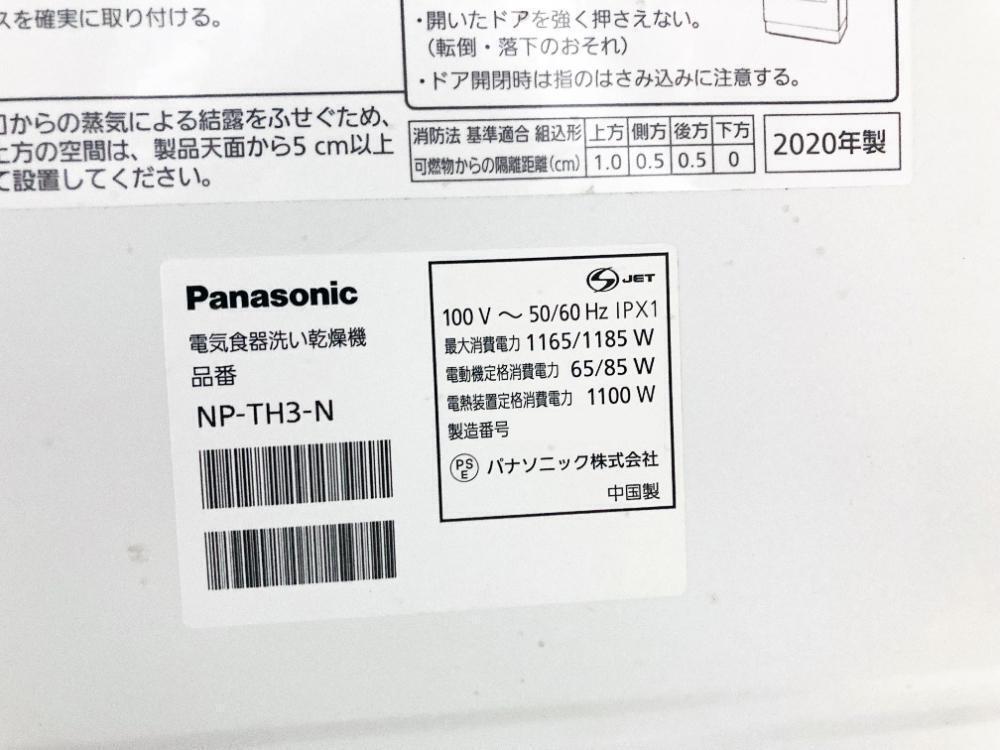 スを確実に取り付ける。
・開いたドアを強く押さえない。
（転倒・落下のおそれ）
・ドア開閉時は指のはさみ込みに注意する。
口からの蒸気による結露をふせぐため、
上方の空間は、製品天面から5 cm以上
て設置してください。
消防法 基準適合 組込形 上方 側方 後方 下方
可燃物からの隔離距離(cm) 1.0 0.5 0.5 0
2020年製
Panasonic
電気食器洗い乾燥機
品番
NP-TH3-N
S JET
100 V ～ 50/60 Hz IPX1
最大消費電力 1165/1185 W
電動機定格消費電力 65/85 W
電熱装置定格消費電力 1100 W
製造番号
PS E パナソニック株式会社
中国製